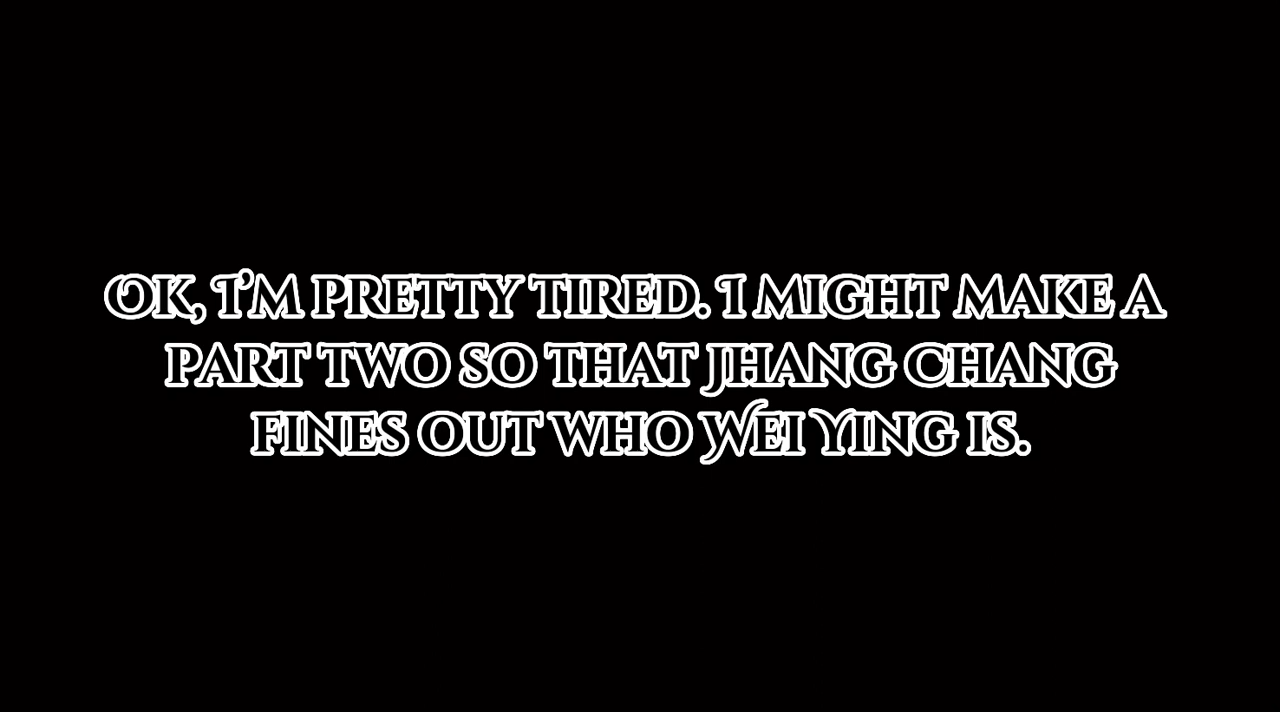 Ok, I'm pretty tired. I might make a
part two so that Jhang Chang
fines out who Wei Ying is.